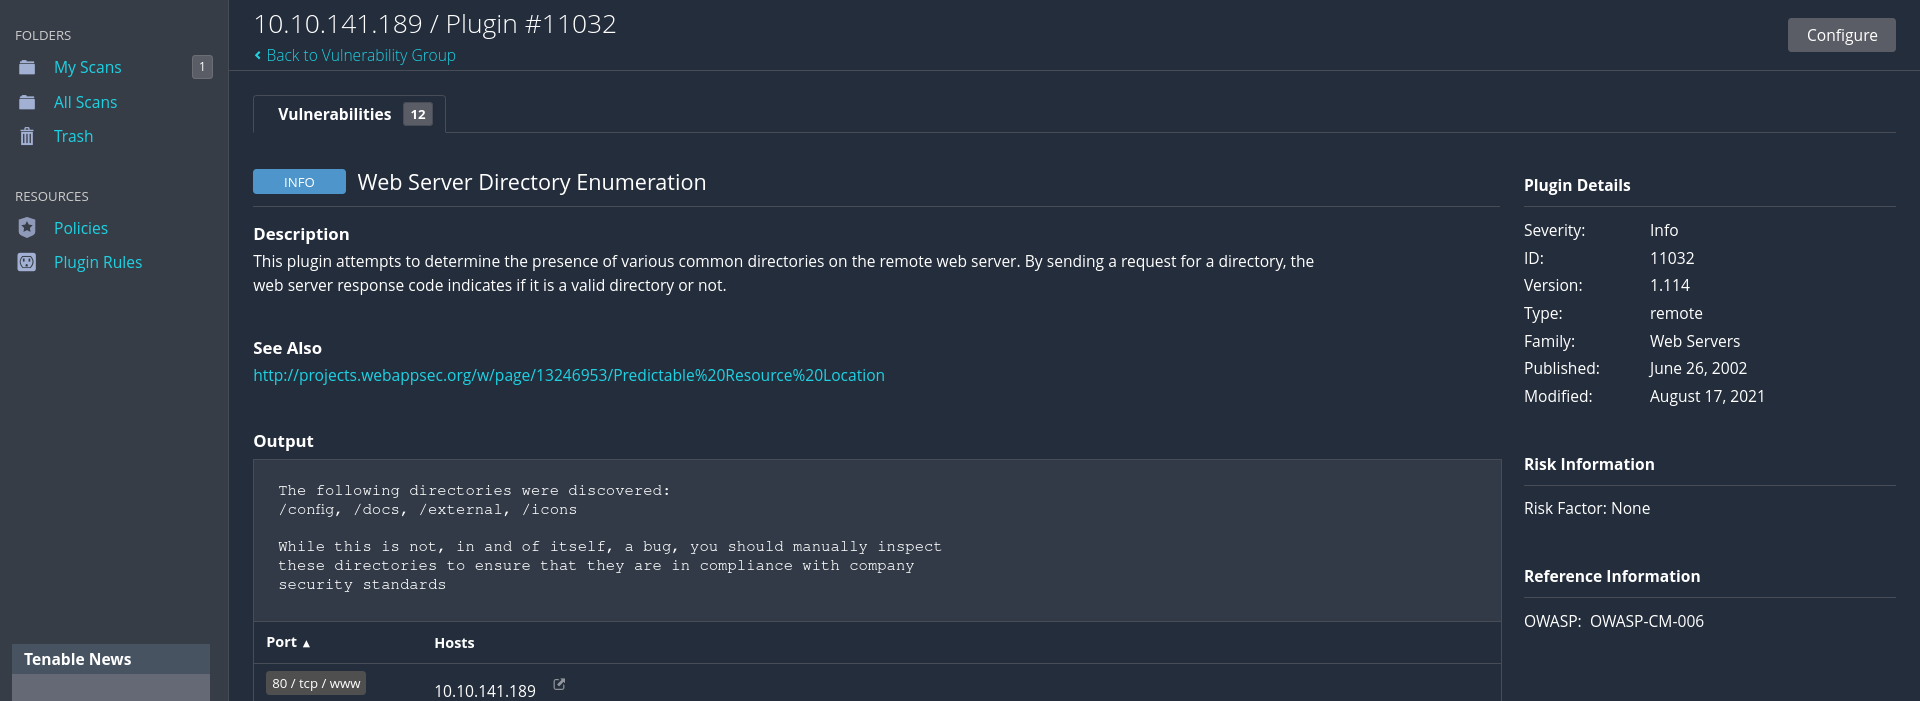 FOLDERS
My Scans 1
All Scans
Trash
RESOURCES
Policies
Plugin Rules
Tenable News
10.10.141.189 / Plugin #11032
Back to Vulnerability Group
Configure
Vulnerabilities 12
INFO Web Server Directory Enumeration
Description
This plugin attempts to determine the presence of various common directories on the remote web server. By sending a request for a directory, the
web server response code indicates if it is a valid directory or not.
See Also
http://projects.webappsec.org/w/page/13246953/Predictable%20Resource%20Location
Output
The following directories were discovered:
/config, /docs, /external, /icons
While this is not, in and of itself, a bug, you should manually inspect
these directories to ensure that they are in compliance with company
security standards
Port ▲ Hosts
80 / tcp / www 10.10.141.189
Plugin Details
Severity: Info
ID: 11032
Version: 1.114
Type: remote
Family: Web Servers
Published: June 26, 2002
Modified: August 17, 2021
Risk Information
Risk Factor: None
Reference Information
OWASP: OWASP-CM-006